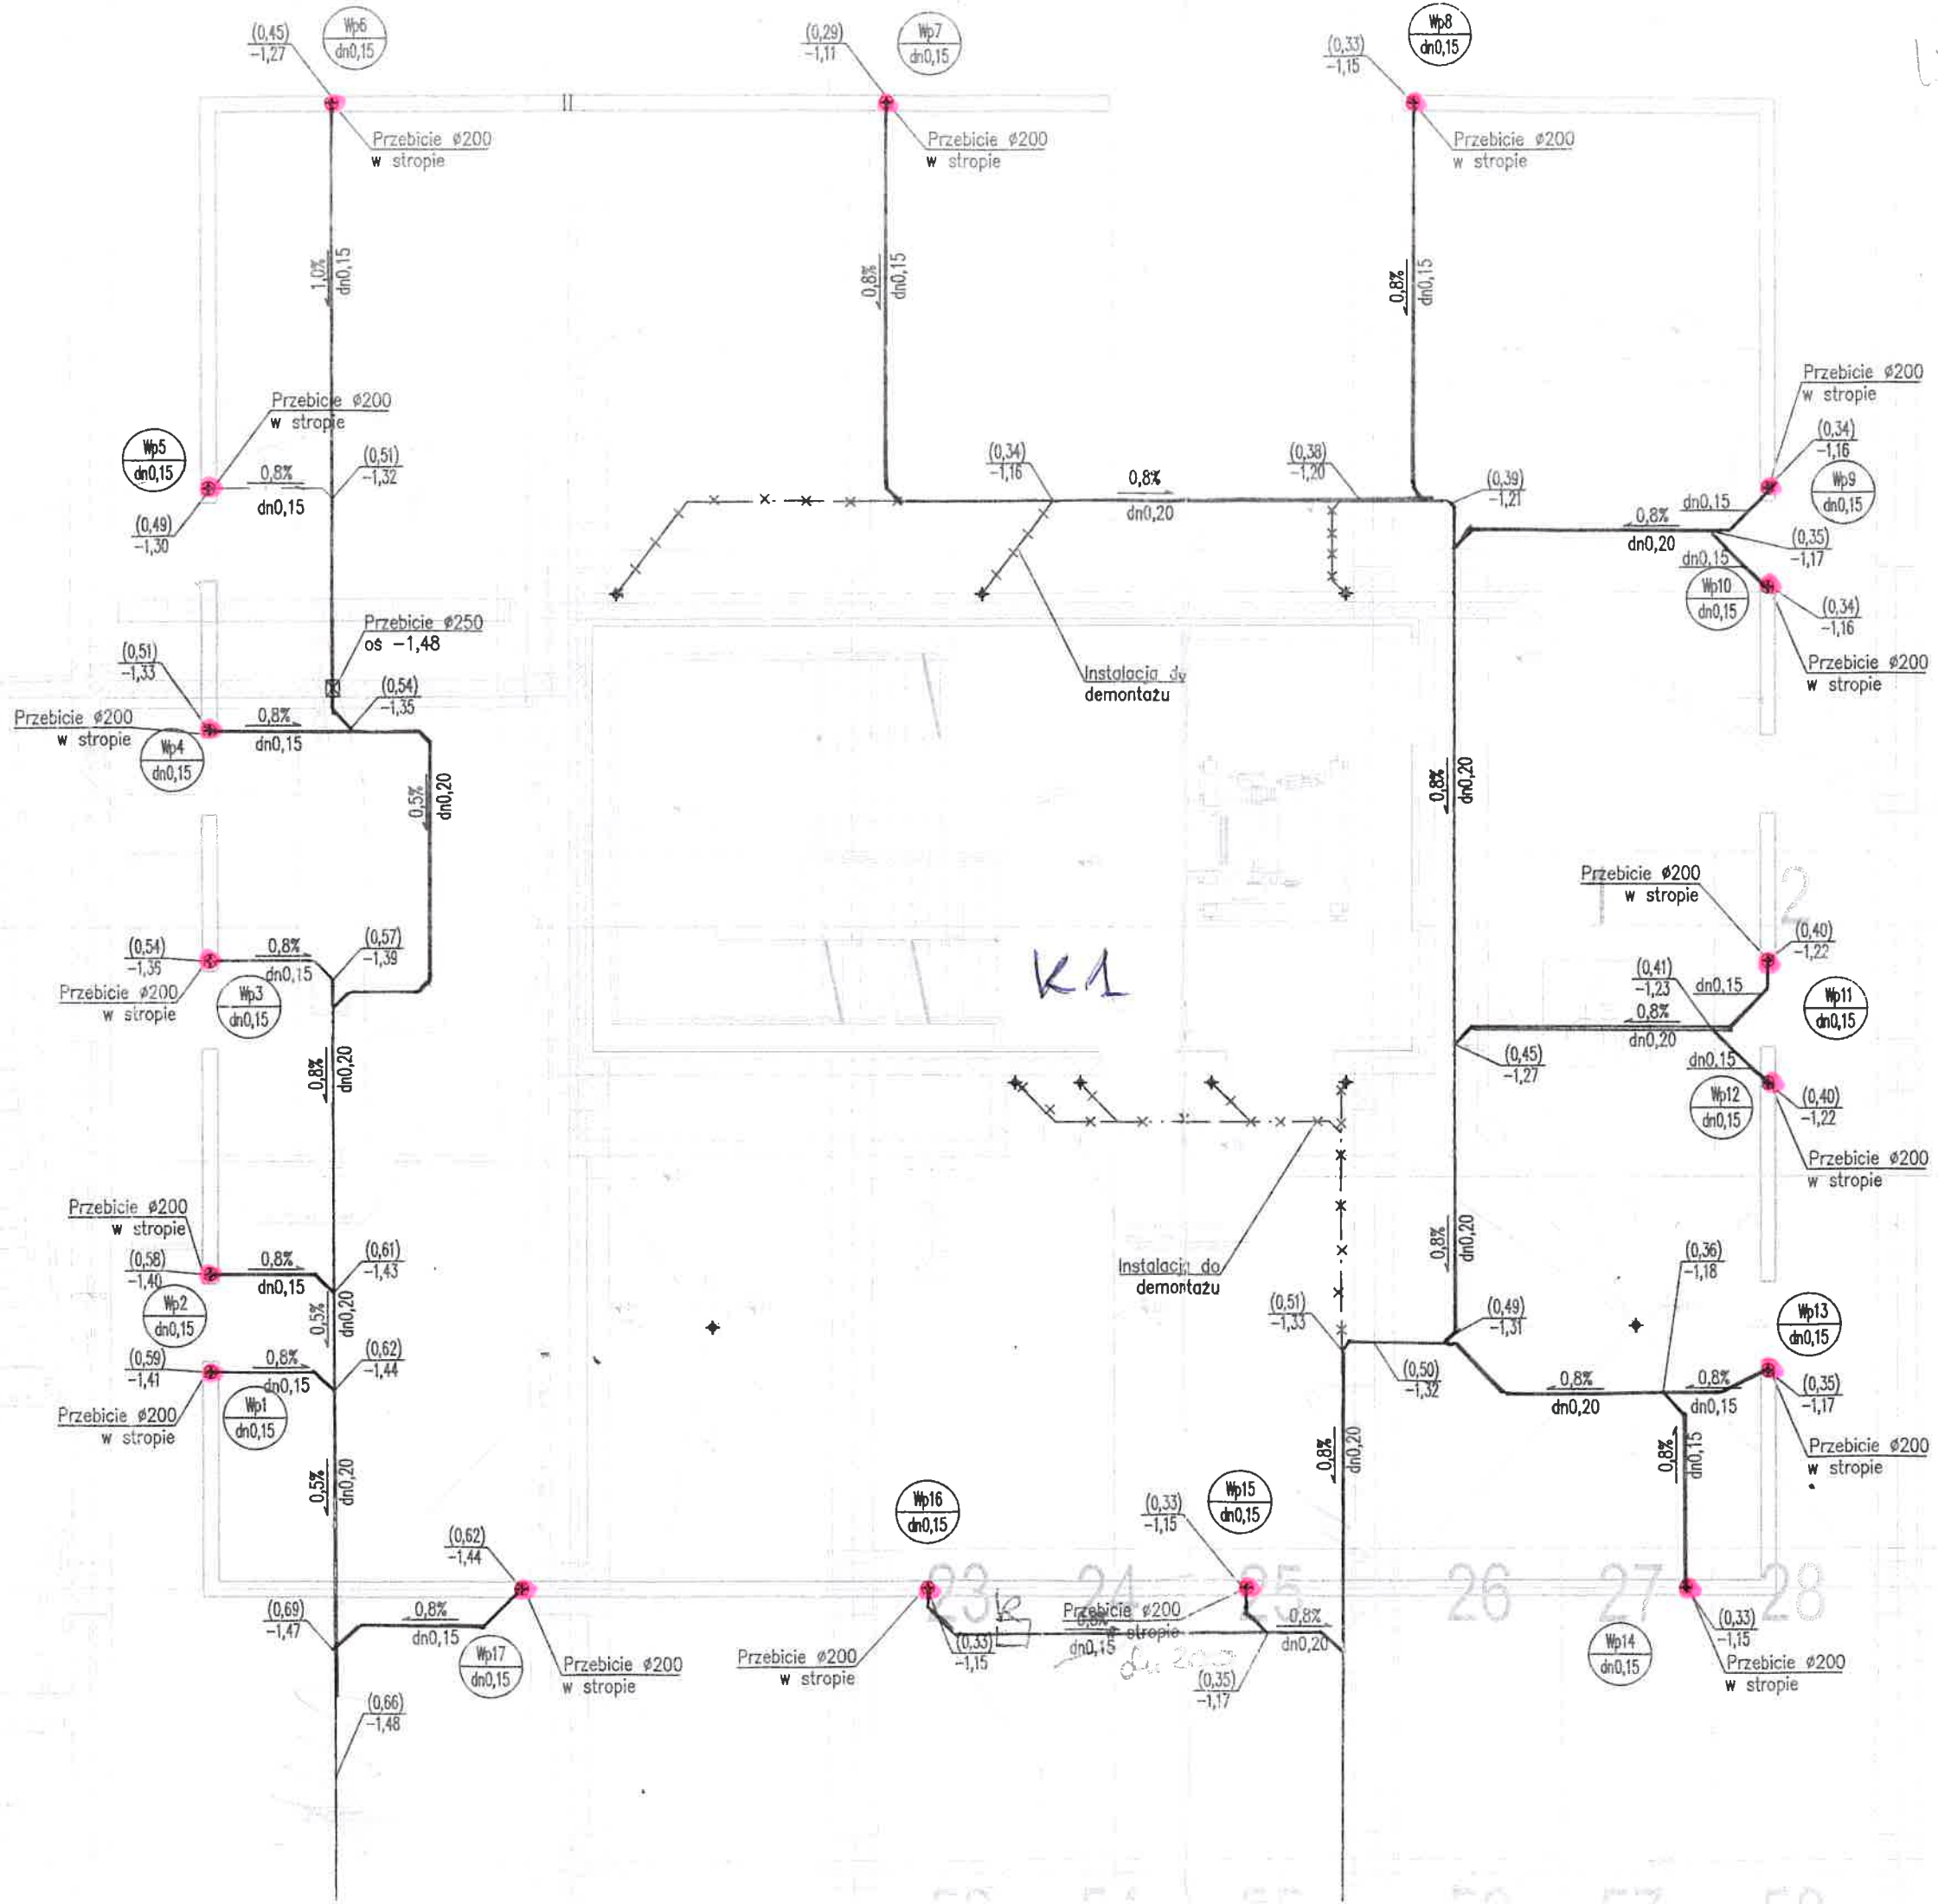 (0,45)
-1,27
Wp6
dn0,15
(0,29)
-1,11
Wp7
dn0,15
(0,33)
-1,15
Wp8
dn0,15
Przebicie ø200
w stropie
Przebicie ø200
w stropie
Przebicie ø200
w stropie
1,0%
dn0,15
0,8%
dn0,15
0,8%
dn0,15
Przebicie ø200
w stropie
Wp5
dn0,15
0,8%
dn0,15
(0,51)
-1,32
(0,49)
-1,30
(0,34)
-1,16
0,8%
dn0,20
(0,38)
-1,20
(0,39)
-1,21
Przebicie ø200
w stropie
(0,34)
-1,16
Wp9
dn0,15
dn0,15
0,8%
dn0,20
(0,35)
-1,17
dn0,15
Wp10
dn0,15
(0,34)
-1,16
Przebicie ø200
w stropie
Przebicie ø250
oś -1,48
(0,51)
-1,33
(0,54)
-1,35
Przebicie ø200
w stropie
0,8%
dn0,15
Wp4
dn0,15
Instalacja do
demontażu
0,5%
dn0,20
0,8%
dn0,20
Przebicie ø200
w stropie
2
(0,54)
-1,35
0,8%
dn0,15
(0,57)
-1,39
Przebicie ø200
w stropie
Wp3
dn0,15
K1
(0,40)
-1,22
(0,41)
-1,23
dn0,15
Wp11
dn0,15
0,8%
dn0,20
(0,45)
-1,27
dn0,15
Wp12
dn0,15
(0,40)
-1,22
Przebicie ø200
w stropie
0,8%
dn0,20
Przebicie ø200
w stropie
(0,58)
-1,40
0,8%
dn0,15
(0,61)
-1,43
Wp2
dn0,15
0,5%
dn0,20
Instalacja do
demontażu
0,8%
dn0,20
(0,36)
-1,18
(0,51)
-1,33
(0,49)
-1,31
Wp13
dn0,15
(0,59)
-1,41
0,8%
dn0,15
(0,62)
-1,44
Przebicie ø200
w stropie
Wp1
dn0,15
(0,50)
-1,32
0,8%
dn0,20
0,8%
dn0,15
(0,35)
-1,17
Przebicie ø200
w stropie
0,5%
dn0,20
0,8%
dn0,20
0,8%
dn0,15
Wp16
dn0,15
Wp15
dn0,15
(0,33)
-1,15
(0,62)
-1,44
23
24
25
26
27
28
(0,69)
-1,47
0,8%
dn0,15
Wp17
dn0,15
Przebicie ø200
w stropie
Przebicie ø200
w stropie
(0,33)
-1,15
Przebicie ø200
w stropie
0,8%
dn0,15
0,8%
dn0,20
(0,35)
-1,17
Wp14
dn0,15
(0,33)
-1,15
Przebicie ø200
w stropie
(0,66)
-1,48